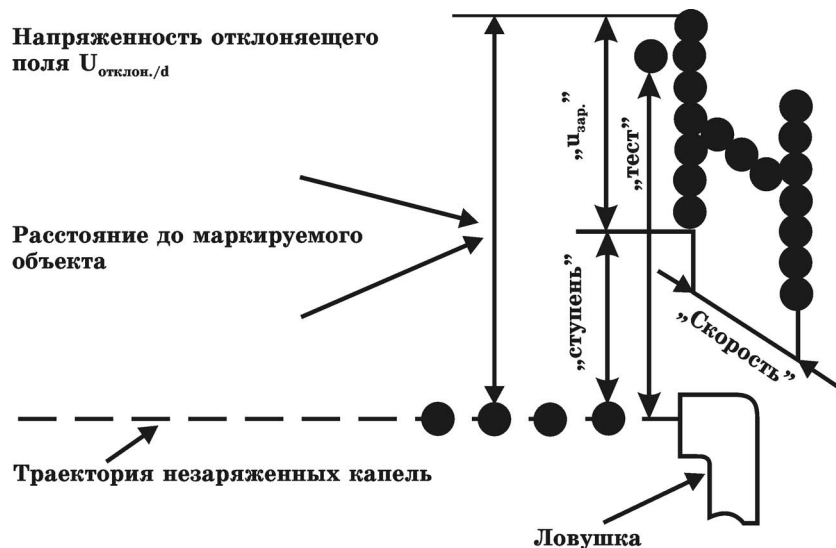 Напряженность отклоняещего
поля Uотклон./d
„uзар.”
„тест”
Расстояние до маркируемого
объекта
„ступень”
„Скорость”
Траектория незаряженных капель
Ловушка